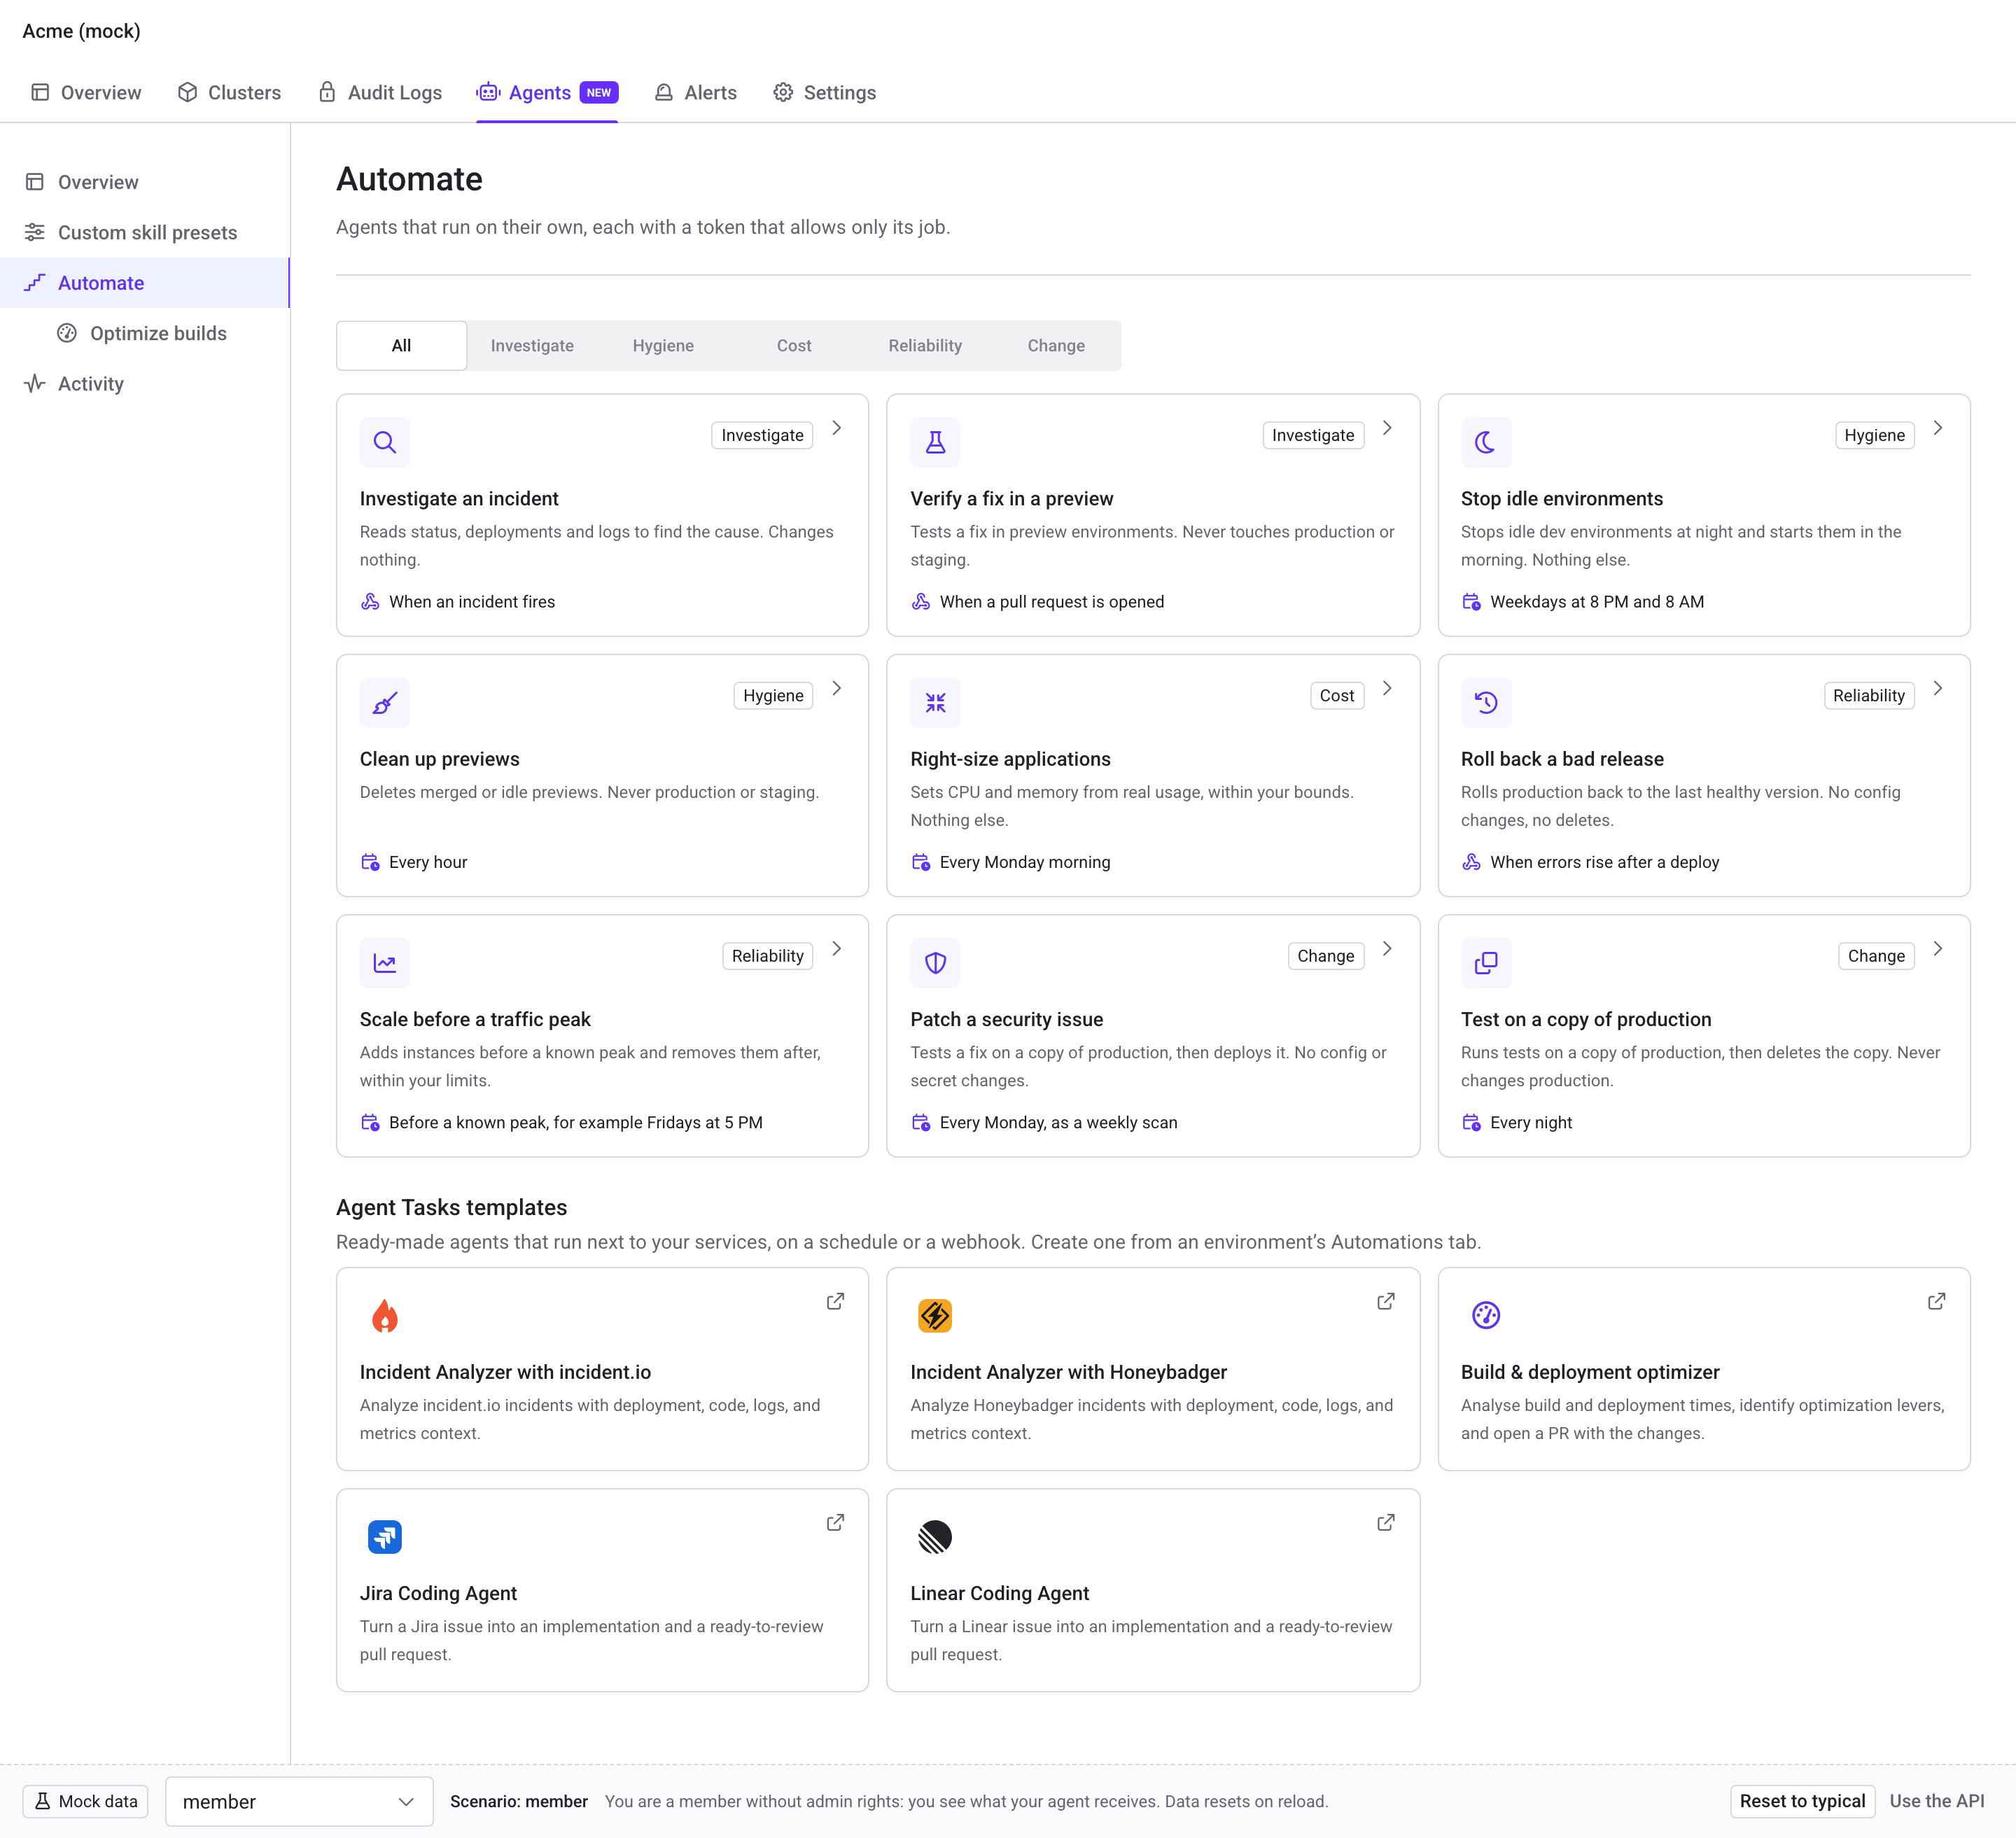 Acme (mock)
Overview
Clusters
Audit Logs
Agents NEW
Alerts
Settings
Overview
Custom skill presets
Automate
Optimize builds
Activity
Automate
Agents that run on their own, each with a token that allows only its job.
All
Investigate
Hygiene
Cost
Reliability
Change
Investigate
Investigate an incident
Reads status, deployments and logs to find the cause. Changes
nothing.
When an incident fires
Investigate
Verify a fix in a preview
Tests a fix in preview environments. Never touches production or
staging.
When a pull request is opened
Hygiene
Stop idle environments
Stops idle dev environments at night and starts them in the
morning. Nothing else.
Weekdays at 8 PM and 8 AM
Hygiene
Clean up previews
Deletes merged or idle previews. Never production or staging.
Every hour
Cost
Right-size applications
Sets CPU and memory from real usage, within your bounds.
Nothing else.
Every Monday morning
Reliability
Roll back a bad release
Rolls production back to the last healthy version. No config
changes, no deletes.
When errors rise after a deploy
Reliability
Scale before a traffic peak
Adds instances before a known peak and removes them after,
within your limits.
Before a known peak, for example Fridays at 5 PM
Change
Patch a security issue
Tests a fix on a copy of production, then deploys it. No config or
secret changes.
Every Monday, as a weekly scan
Change
Test on a copy of production
Runs tests on a copy of production, then deletes the copy. Never
changes production.
Every night
Agent Tasks templates
Ready-made agents that run next to your services, on a schedule or a webhook. Create one from an environment’s Automations tab.
Incident Analyzer with incident.io
Analyze incident.io incidents with deployment, code, logs, and
metrics context.
Incident Analyzer with Honeybadger
Analyze Honeybadger incidents with deployment, code, logs, and
metrics context.
Build & deployment optimizer
Analyse build and deployment times, identify optimization levers,
and open a PR with the changes.
Jira Coding Agent
Turn a Jira issue into an implementation and a ready-to-review
pull request.
Linear Coding Agent
Turn a Linear issue into an implementation and a ready-to-review
pull request.
Mock data
member
Scenario: member
You are a member without admin rights: you see what your agent receives. Data resets on reload.
Reset to typical
Use the API